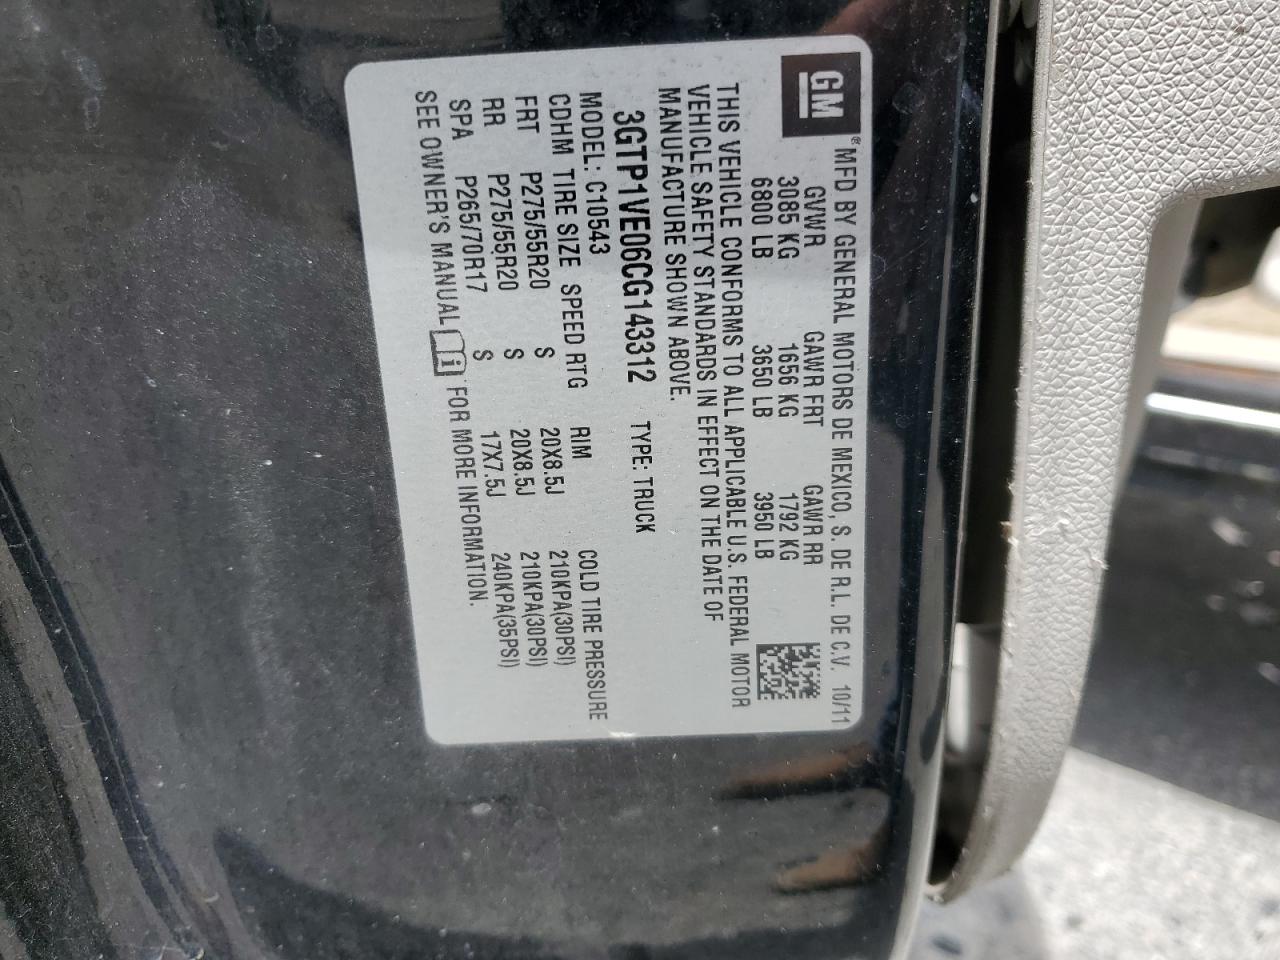 GM® MFD BY GENERAL MOTORS DE MEXICO, S. DE R.L. DE C.V. 10/11
GVWR GAWR FRT GAWR RR
3085 KG 1656 KG 1792 KG
6800 LB 3650 LB 3950 LB
THIS VEHICLE CONFORMS TO ALL APPLICABLE U.S. FEDERAL MOTOR
VEHICLE SAFETY STANDARDS IN EFFECT ON THE DATE OF
MANUFACTURE SHOWN ABOVE.
3GTP1VE06CG143312 TYPE: TRUCK
MODEL: C10543
CDHM TIRE SIZE SPEED RTG RIM COLD TIRE PRESSURE
FRT P275/55R20 S 20X8.5J 210KPA(30PSI)
RR P275/55R20 S 20X8.5J 210KPA(30PSI)
SPA P265/70R17 S 17X7.5J 240KPA(35PSI)
SEE OWNER'S MANUAL i FOR MORE INFORMATION.